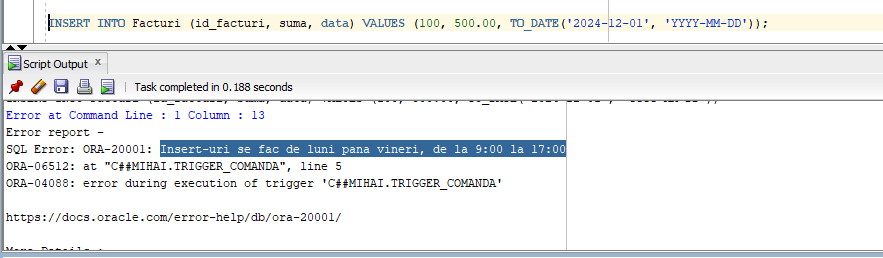 INSERT INTO Facturi (id_facturi, suma, data) VALUES (100, 500.00, TO_DATE('2024-12-01', 'YYYY-MM-DD'));
Script Output x
Task completed in 0.188 seconds
Error at Command Line : 1 Column : 13
Error report -
SQL Error: ORA-20001: Insert-uri se fac de luni pana vineri, de la 9:00 la 17:00
ORA-06512: at "C##MIHAI.TRIGGER_COMANDA", line 5
ORA-04088: error during execution of trigger 'C##MIHAI.TRIGGER_COMANDA'
https://docs.oracle.com/error-help/db/ora-20001/